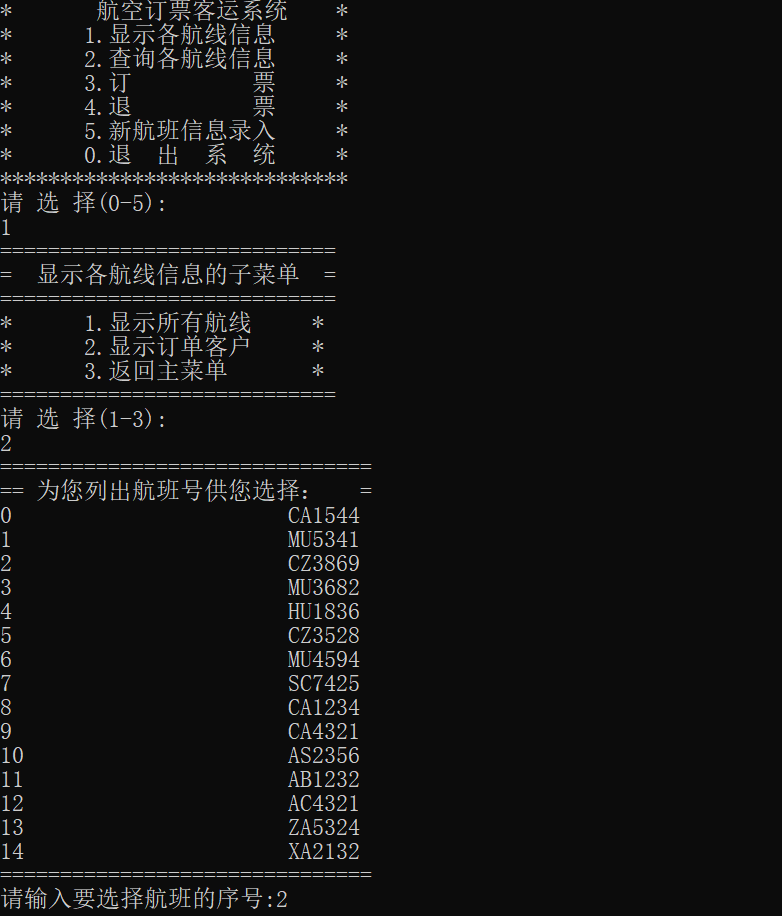 *       航空订票客运系统    *
*      1.显示各航线信息     *
*      2.查询各航线信息     *
*      3.订          票     *
*      4.退          票     *
*      5.新航班信息录入     *
*      0.退  出  系  统     *
*****************************
请 选 择(0-5):
1
============================
=  显示各航线信息的子菜单  =
============================
*      1.显示所有航线     *
*      2.显示订单客户     *
*      3.返回主菜单       *
============================
请 选 择(1-3):
2
===============================
== 为您列出航班号供您选择:    =
0                       CA1544
1                       MU5341
2                       CZ3869
3                       MU3682
4                       HU1836
5                       CZ3528
6                       MU4594
7                       SC7425
8                       CA1234
9                       CA4321
10                      AS2356
11                      AB1232
12                      AC4321
13                      ZA5324
14                      XA2132
===============================
请输入要选择航班的序号:2